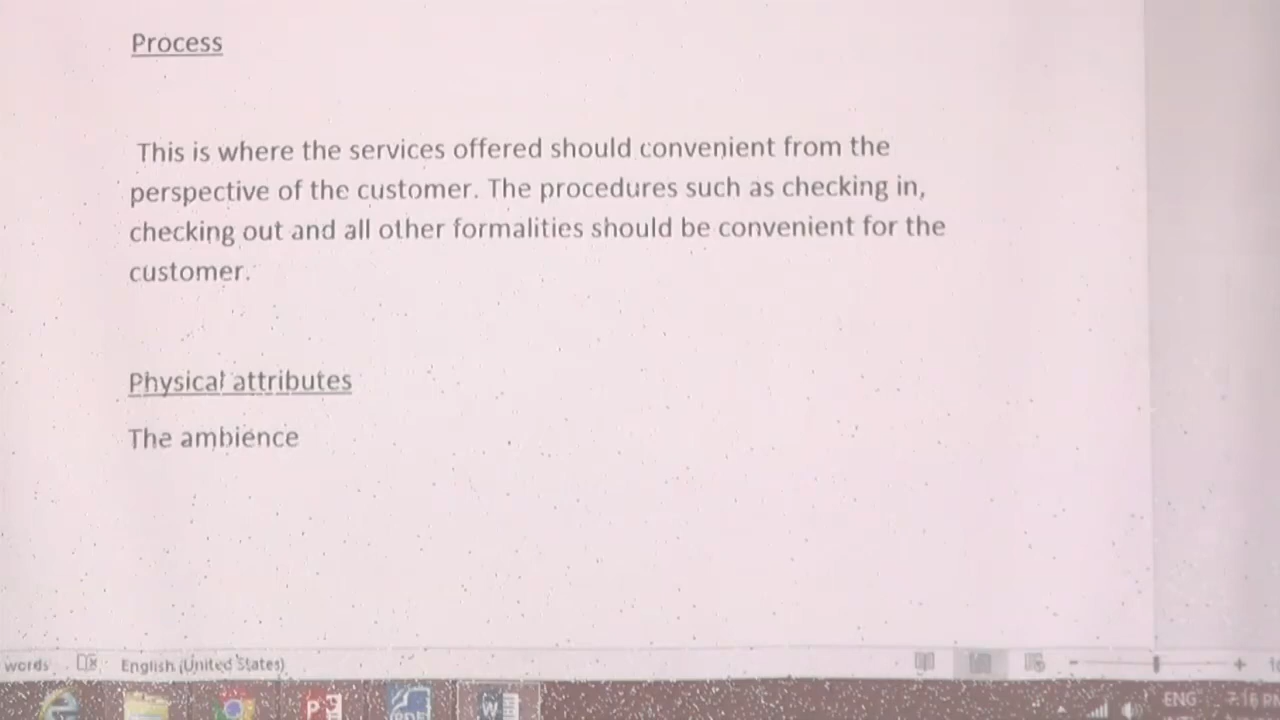 Process
This is where the services offered should convenient from the
perspective of the customer. The procedures such as checking in,
checking out and all other formalities should be convenient for the
customer.
Physical attributes
The ambience
words English (United States)
ENG 7:16